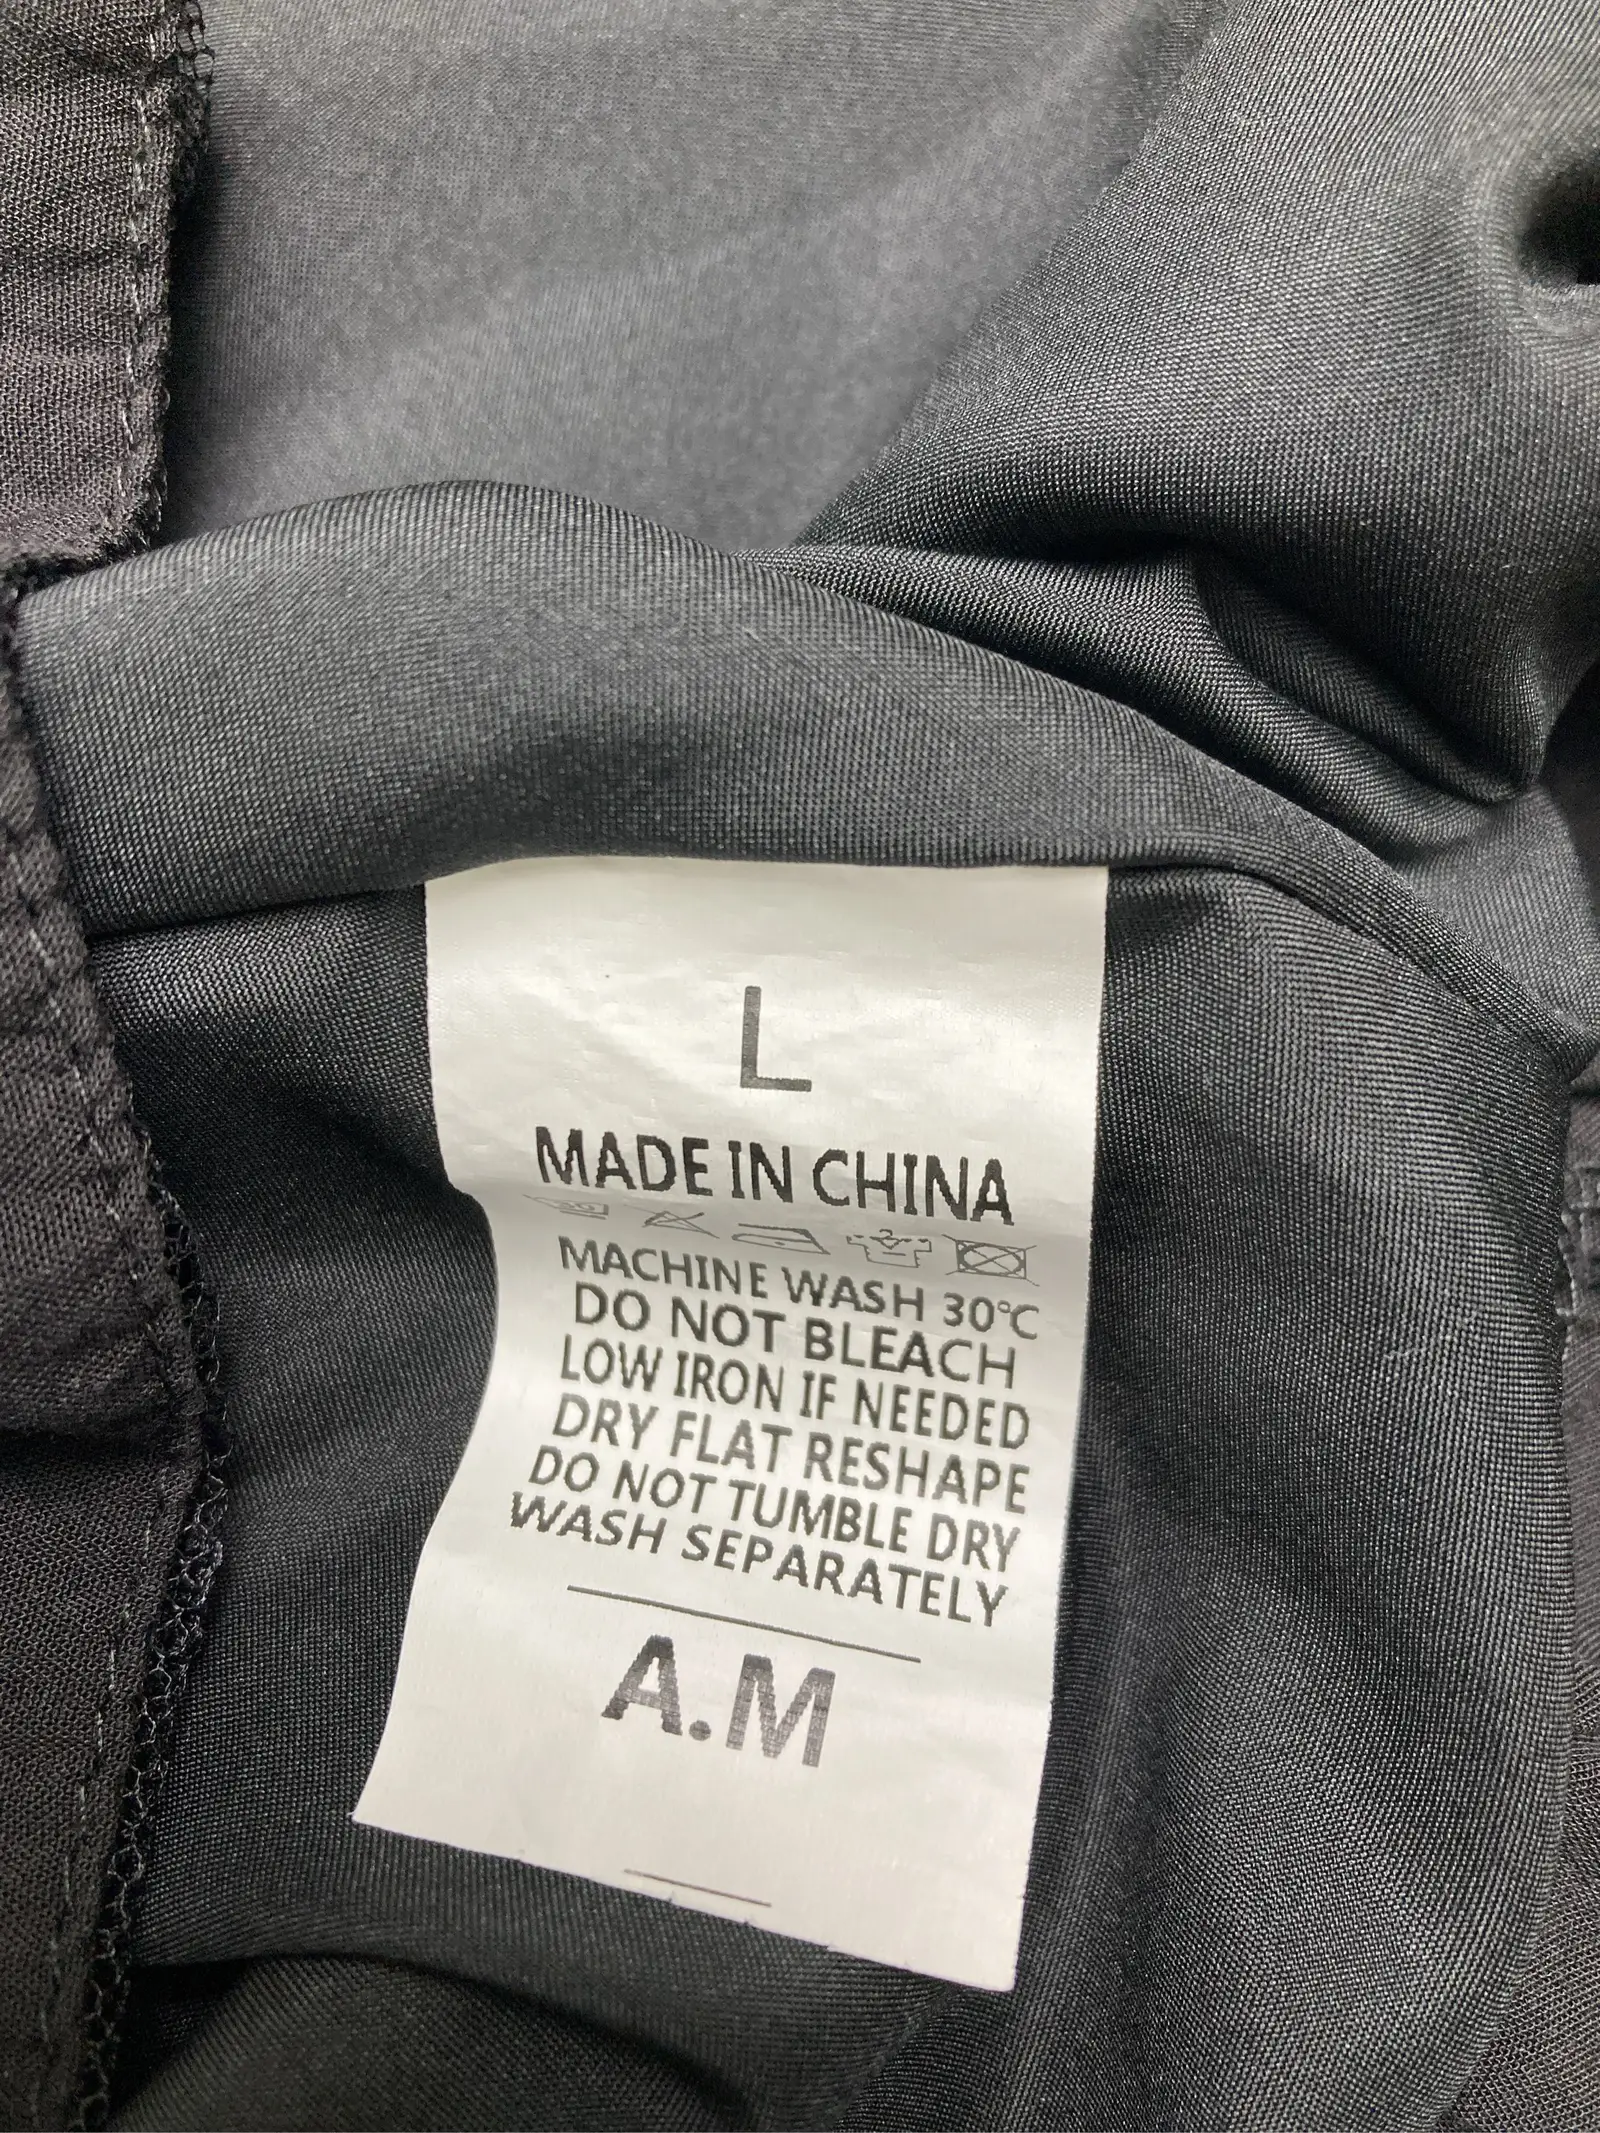 L
MADE IN CHINA
MACHINE WASH 30℃
DO NOT BLEACH
LOW IRON IF NEEDED
DRY FLAT RESHAPE
DO NOT TUMBLE DRY
WASH SEPARATELY
A.M